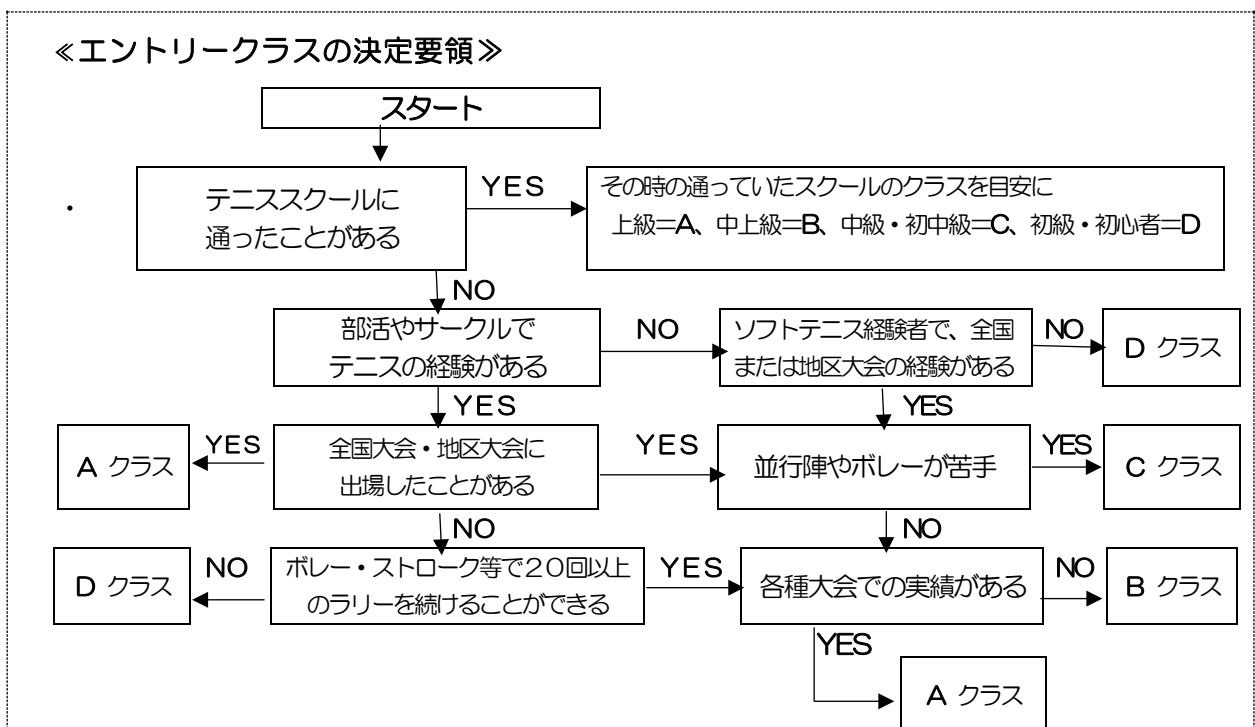 ≪エントリークラスの決定要領≫
スタート
・
テニススクールに
通ったことがある
YES
その時の通っていたスクールのクラスを目安に
上級=A、中上級=B、中級・初中級=C、初級・初心者=D
NO
部活やサークルで
テニスの経験がある
NO
ソフトテニス経験者で、全国
または地区大会の経験がある
NO
D クラス
YES
YES
A クラス
YES
全国大会・地区大会に
出場したことがある
YES
並行陣やボレーが苦手
YES
C クラス
NO
NO
D クラス
NO
ボレー・ストローク等で20回以上
のラリーを続けることができる
YES
各種大会での実績がある
NO
B クラス
YES
A クラス